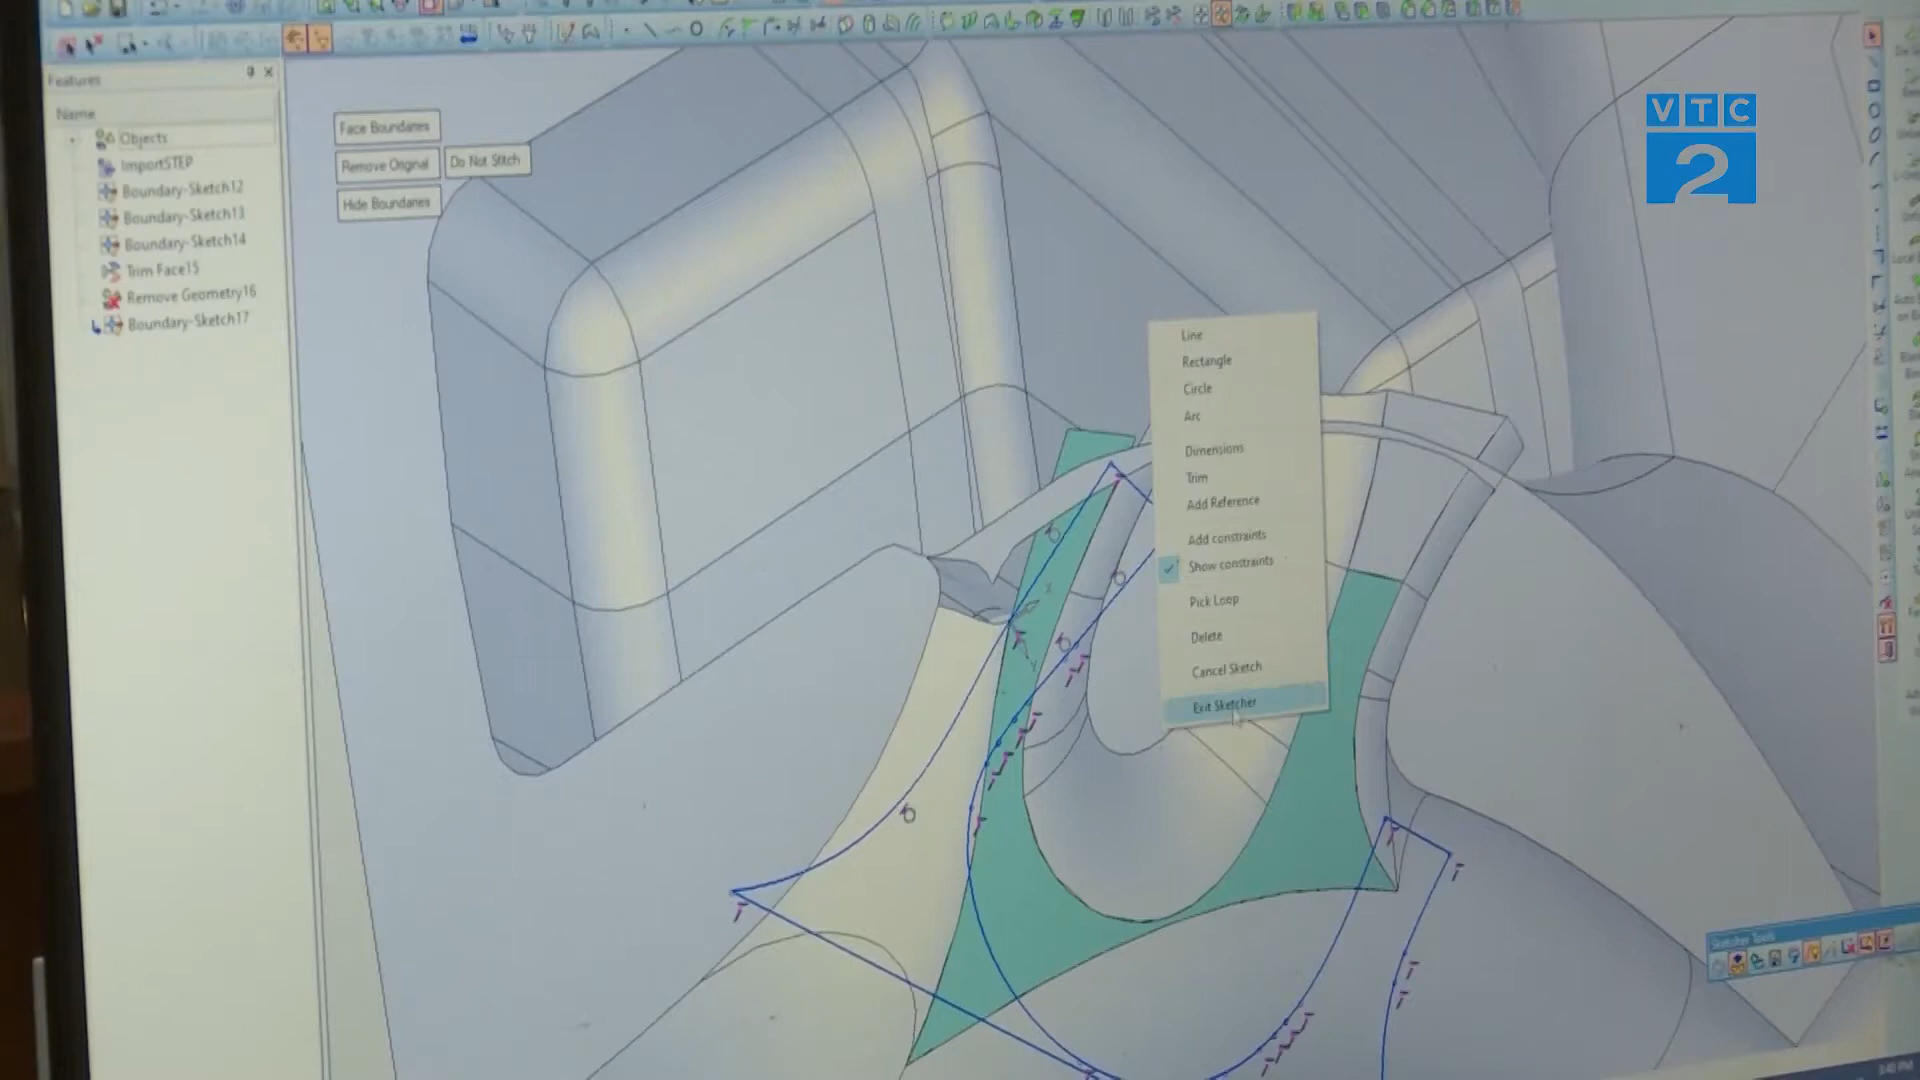 Features
Name
Objects
ImportSTEP
Boundary-Sketch12
Boundary-Sketch13
Boundary-Sketch14
Trim Face15
Remove Geometry16
Boundary-Sketch17
Face Boundaries
Remove Original
Do Not Stitch
Hide Boundaries
Line
Rectangle
Circle
Arc
Dimensions
Trim
Add Reference
Add constraints
Show constraints
Pick Loop
Delete
Cancel Sketch
Exit Sketcher
VTC
2
Sketcher Tools
X
Y